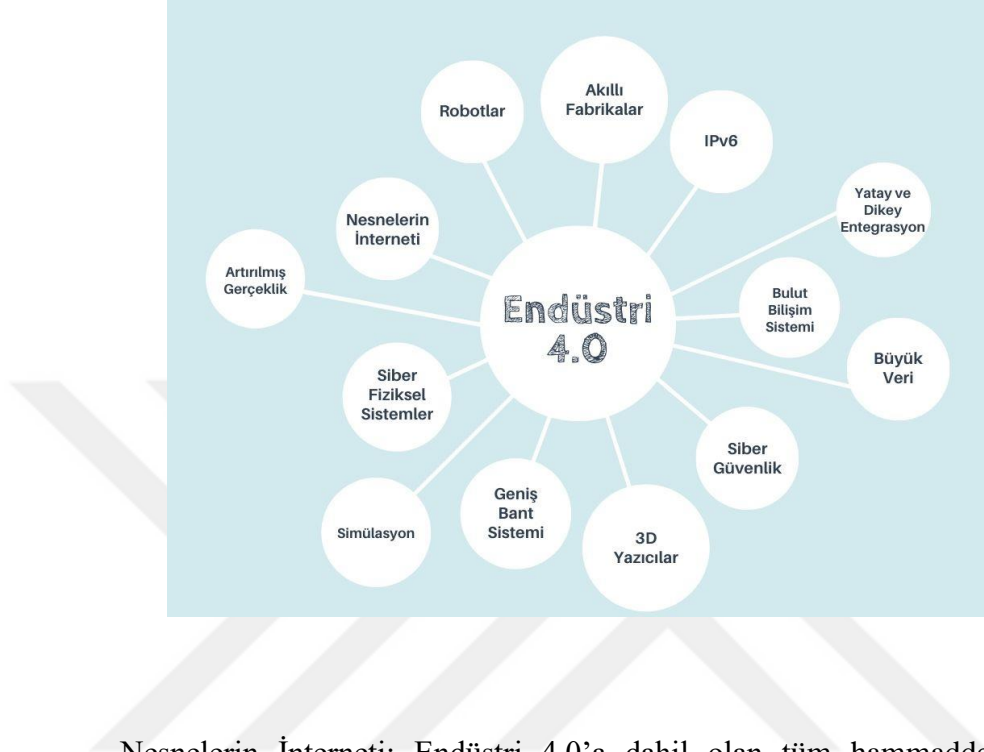 Robotlar
Akıllı
Fabrikalar
IPv6
Nesnelerin
İnterneti
Yatay ve
Dikey
Entegrasyon
Artırılmış
Gerçeklik
Endüstri
4.0
Bulut
Bilişim
Sistemi
Büyük
Veri
Siber
Fiziksel
Sistemler
Siber
Güvenlik
Simülasyon
Geniş
Bant
Sistemi
3D
Yazıcılar
Nesnelerin İnterneti: Endüstri 4.0’a dahil olan tüm hammadde